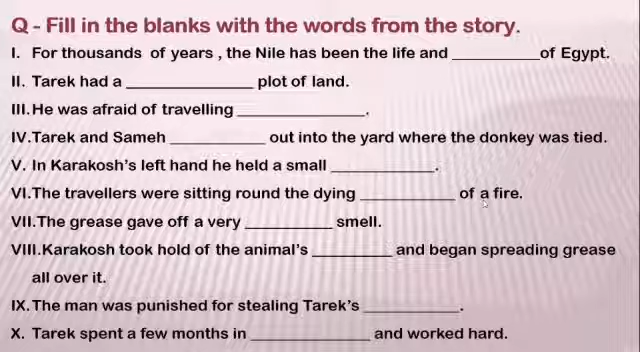 Q - Fill in the blanks with the words from the story.
I. For thousands of years , the Nile has been the life and __________of Egypt.
II. Tarek had a ______________ plot of land.
III.He was afraid of travelling ______________.
IV.Tarek and Sameh ___________ out into the yard where the donkey was tied.
V. In Karakosh's left hand he held a small ____________.
VI.The travellers were sitting round the dying ___________ of a fire.
VII.The grease gave off a very __________ smell.
VIII.Karakosh took hold of the animal's _________ and began spreading grease
all over it.
IX.The man was punished for stealing Tarek's ___________.
X. Tarek spent a few months in ______________ and worked hard.